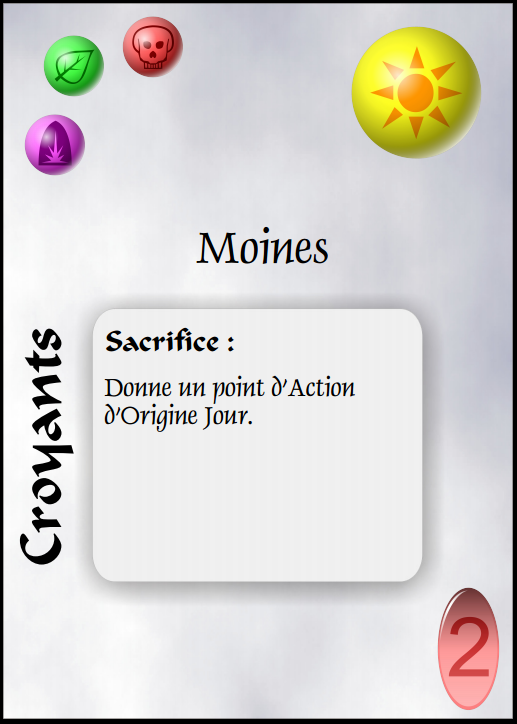 Moines
Croyants
Sacrifice :
Donne un point d'Action
d'Origine Jour.
2